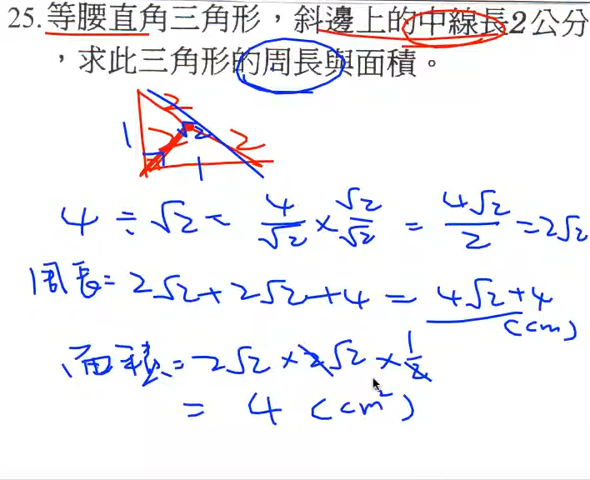 25.等腰直角三角形，斜邊上的中線長2公分
，求此三角形的周長與面積。
2
1 2 √2 2
1
4 ÷ √2 = 4/√2 × √2/√2 = 4√2/2 = 2√2
周長 = 2√2 + 2√2 + 4 = 4√2 + 4
(cm)
面積 = 2√2 × 2√2 × 1/2
= 4 (cm²)